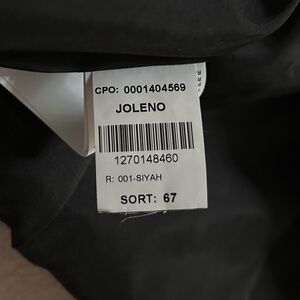 CPO: 0001404569
JOLENO
1270148460
R: 001-SIYAH
SORT: 67